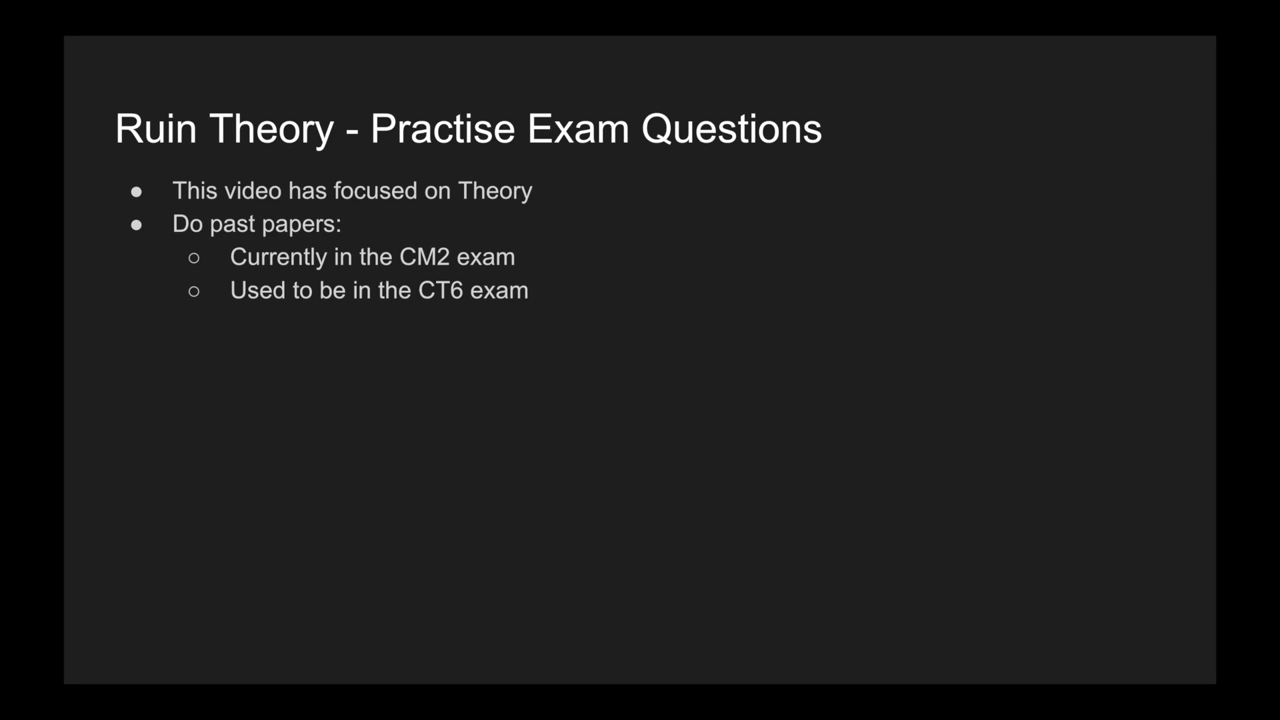 Ruin Theory - Practise Exam Questions
● This video has focused on Theory
● Do past papers:
○ Currently in the CM2 exam
○ Used to be in the CT6 exam